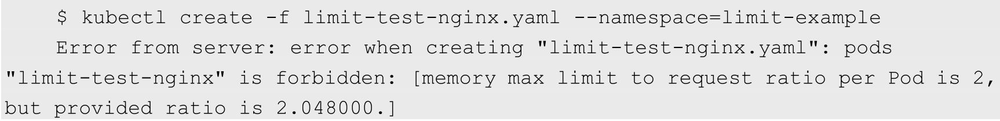 $ kubectl create -f limit-test-nginx.yaml --namespace=limit-example
Error from server: error when creating "limit-test-nginx.yaml": pods
"limit-test-nginx" is forbidden: [memory max limit to request ratio per Pod is 2,
but provided ratio is 2.048000.]